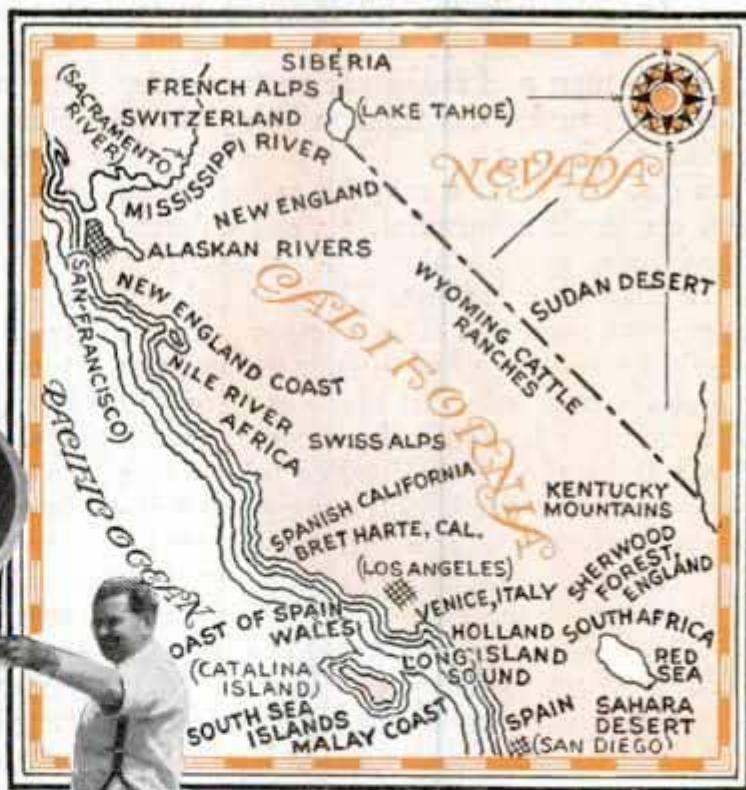 SIBERIA
FRENCH ALPS
SWITZERLAND
(SACRAMENTO
RIVER)
(LAKE TAHOE)
MISSISSIPPI RIVER
NEVADA
NEW ENGLAND
ALASKAN RIVERS
(SAN FRANCISCO)
CALIFORNIA
WYOMING CATTLE
RANCHES
SUDAN DESERT
NEW ENGLAND COAST
NILE RIVER
AFRICA
SWISS ALPS
PACIFIC OCEAN
SPANISH CALIFORNIA
BRET HARTE, CAL.
KENTUCKY
MOUNTAINS
(LOS ANGELES)
SHERWOOD
FOREST,
ENGLAND
VENICE, ITALY
OAST OF SPAIN
WALES
HOLLAND
SOUTH AFRICA
LONG ISLAND
SOUND
RED
SEA
(CATALINA
ISLAND)
SOUTH SEA
ISLANDS
MALAY COAST
SPAIN
SAHARA
DESERT
(SAN DIEGO)
N
S